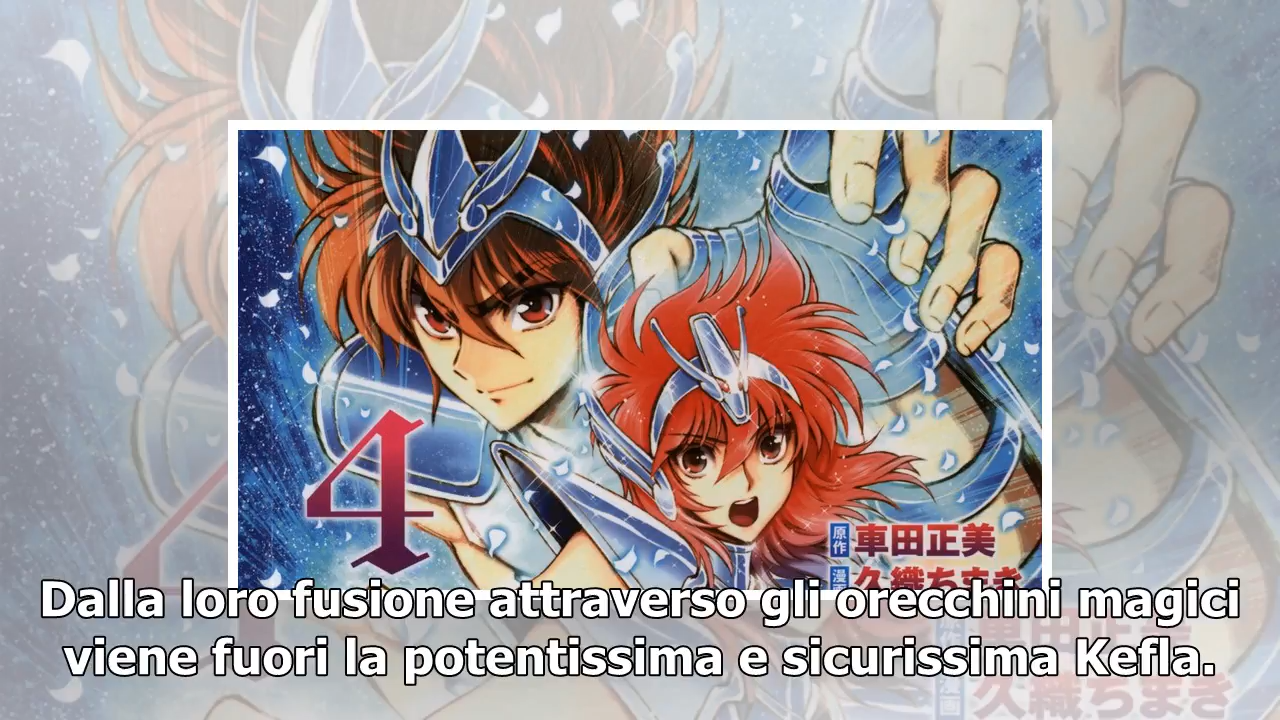 4
原作 車田正美
漫画 久織ちまき
Dalla loro fusione attraverso gli orecchini magici
viene fuori la potentissima e sicurissima Kefla.